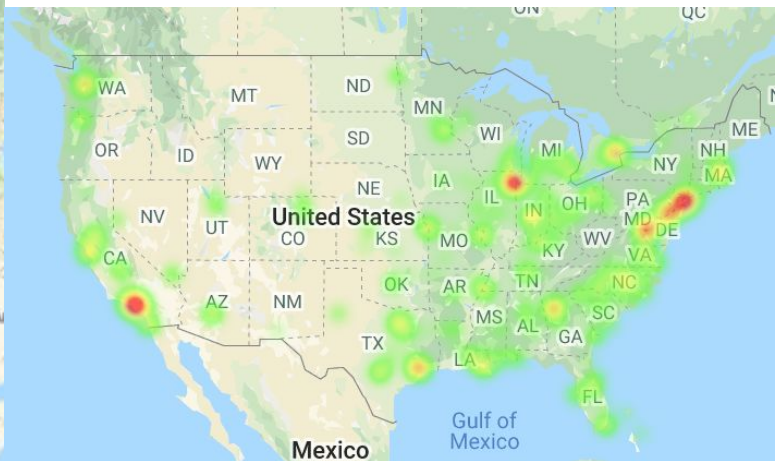 ON
QC
WA
MT
ND
MN
WI
MI
ME
NH
NY
MA
OR
ID
SD
WY
IA
NE
IL
IN
OH
PA
MD
DE
NV
UT
United States
CO
KS
MO
WV
VA
KY
CA
AZ
NM
OK
AR
TN
NC
MS
AL
SC
GA
TX
LA
FL
Gulf of
Mexico
Mexico